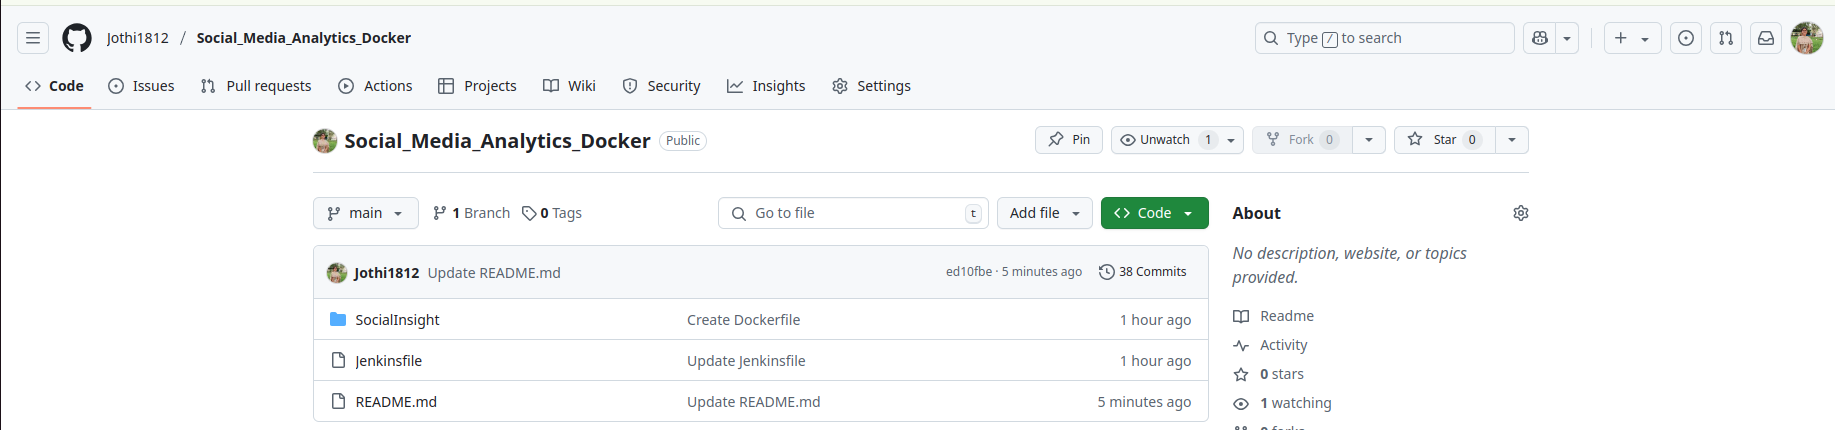 Jothi1812 / Social_Media_Analytics_Docker Type / to search
Code Issues Pull requests Actions Projects Wiki Security Insights Settings
Social_Media_Analytics_Docker Public Pin Unwatch 1 Fork 0 Star 0
main 1 Branch 0 Tags Go to file t Add file Code
Jothi1812 Update README.md ed10fbe · 5 minutes ago 38 Commits
SocialInsight Create Dockerfile 1 hour ago
Jenkinsfile Update Jenkinsfile 1 hour ago
README.md Update README.md 5 minutes ago
About
No description, website, or topics
provided.
Readme
Activity
0 stars
1 watching
0 forks